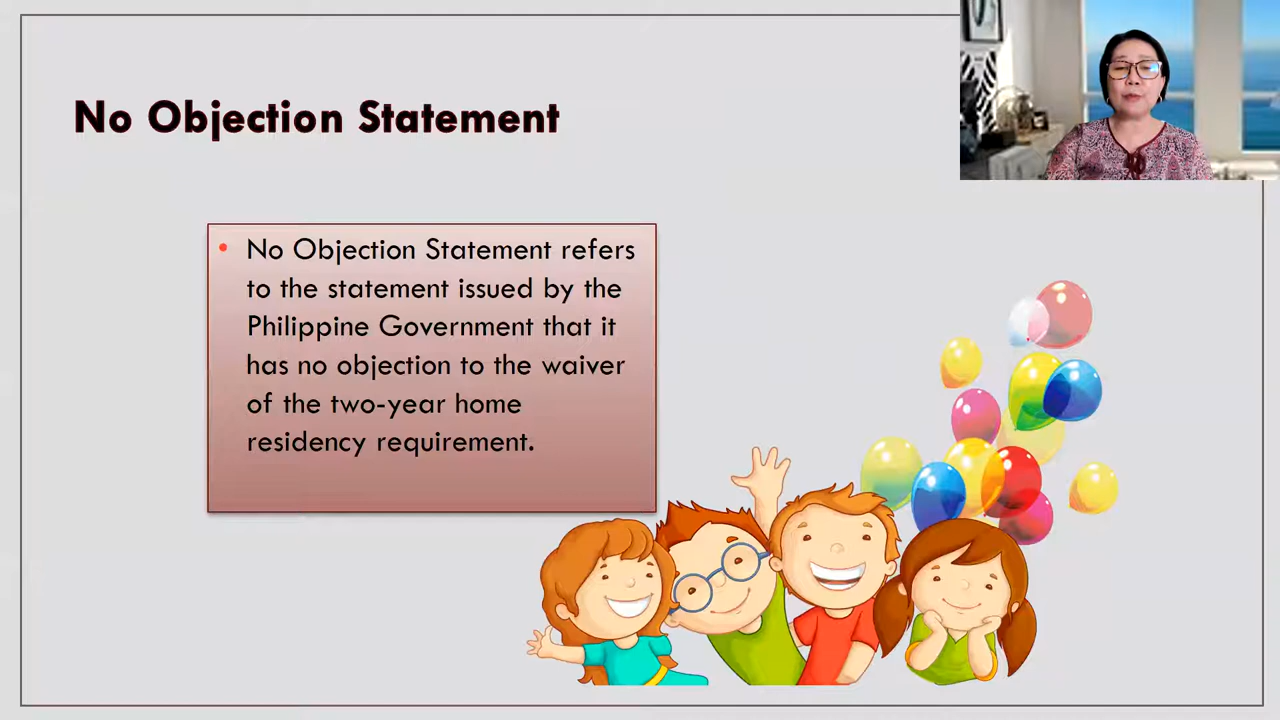 No Objection Statement
• No Objection Statement refers
to the statement issued by the
Philippine Government that it
has no objection to the waiver
of the two-year home
residency requirement.